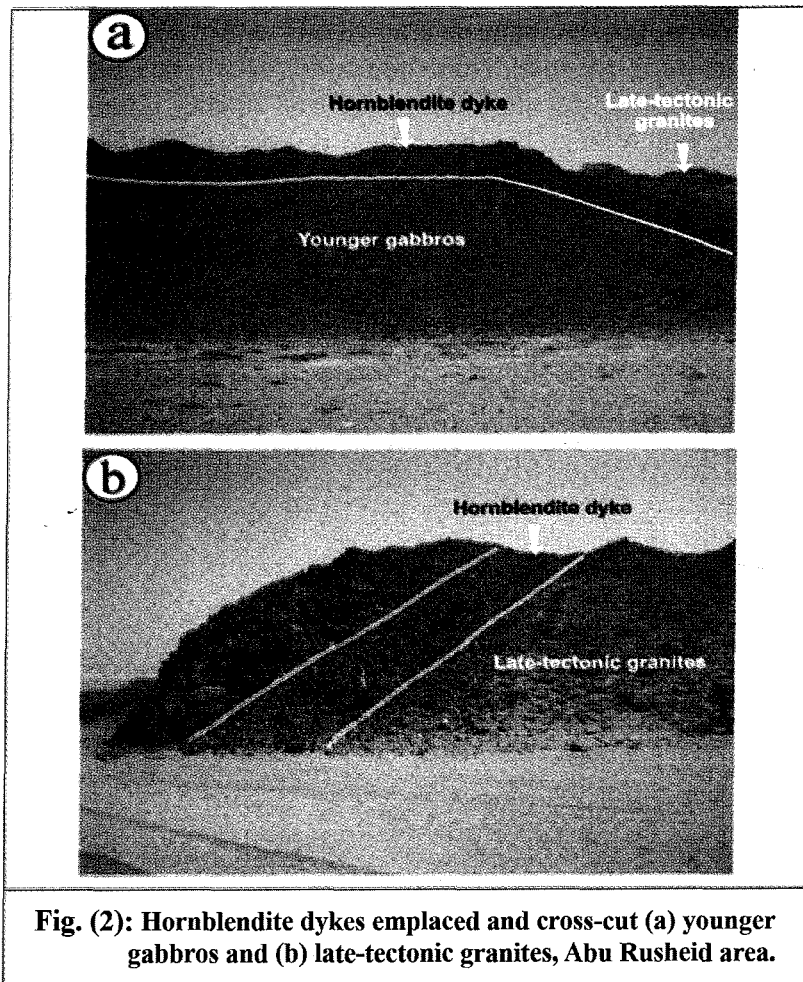 a
Hornblendite dyke
Late-tectonic
granites
Younger gabbros
b
Hornblendite dyke
Late-tectonic granites
Fig. (2): Hornblendite dykes emplaced and cross-cut (a) younger
gabbros and (b) late-tectonic granites, Abu Rusheid area.